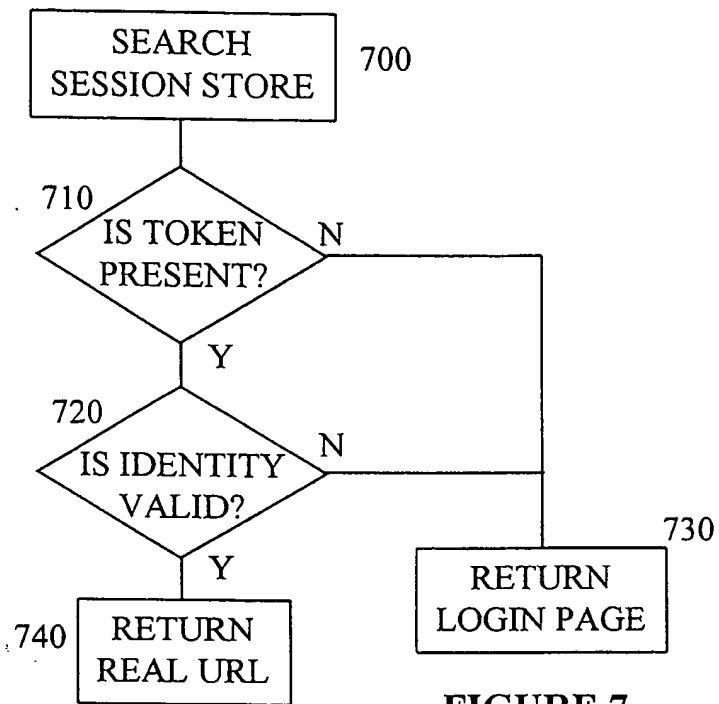 SEARCH
SESSION STORE
700
710
IS TOKEN
PRESENT?
N
Y
720
IS IDENTITY
VALID?
N
Y
730
RETURN
LOGIN PAGE
740
RETURN
REAL URL
FIGURE 7